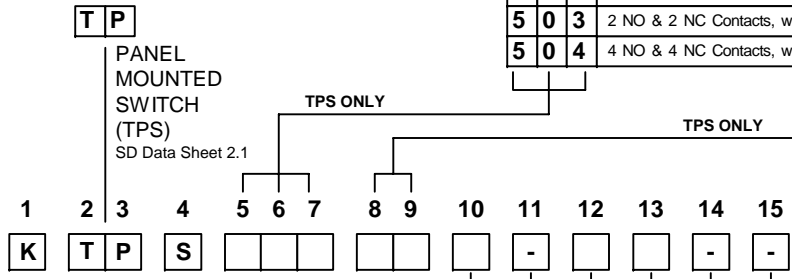 T P
PANEL
MOUNTED
SWITCH
(TPS)
SD Data Sheet 2.1
5 0 3 2 NO & 2 NC Contacts, w
5 0 4 4 NO & 4 NC Contacts, w
TPS ONLY
TPS ONLY
1 2 3 4 5 6 7 8 9 10 11 12 13 14 15
K T P S - - -